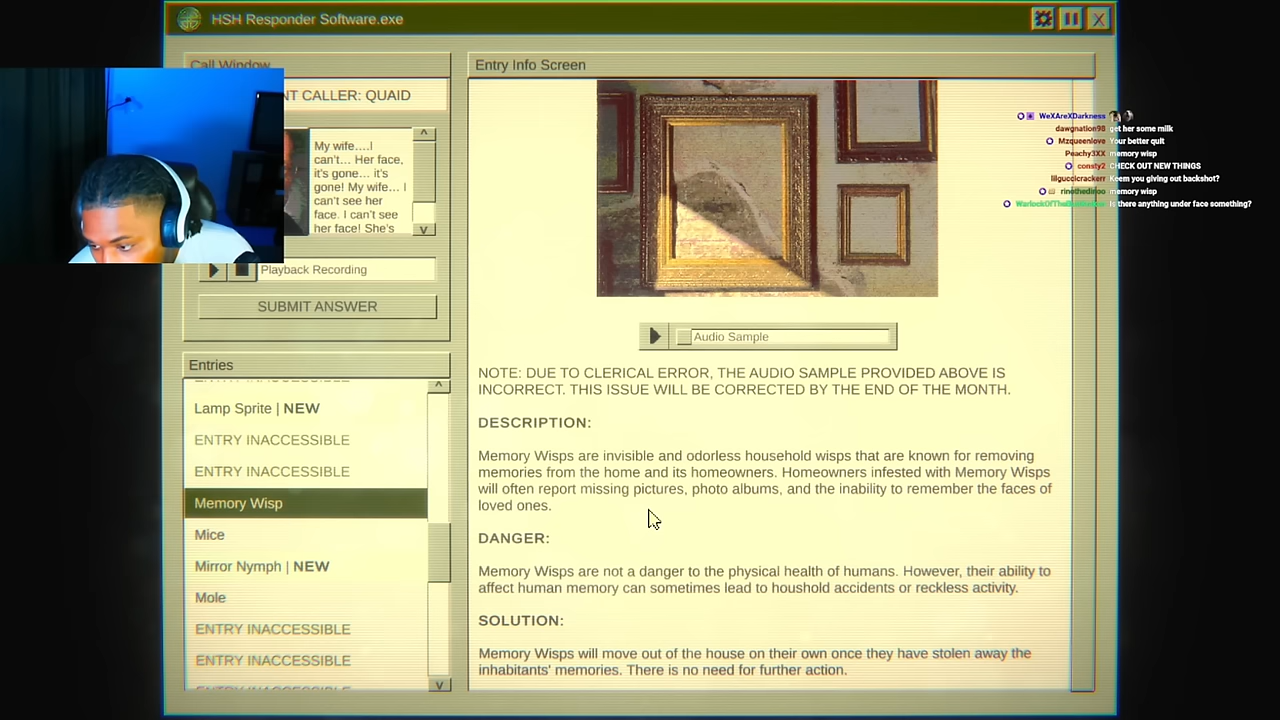 HSH Responder Software.exe
X
Call Window
NT CALLER: QUAID
My wife....I
can't... Her face,
it's gone... it's
gone! My wife... I
can't see her
face. I can't see
her face! She's
Playback Recording
SUBMIT ANSWER
Entries
ENTRY INACCESSIBLE
Lamp Sprite | NEW
ENTRY INACCESSIBLE
ENTRY INACCESSIBLE
Memory Wisp
Mice
Mirror Nymph | NEW
Mole
ENTRY INACCESSIBLE
ENTRY INACCESSIBLE
Entry Info Screen
Audio Sample
NOTE: DUE TO CLERICAL ERROR, THE AUDIO SAMPLE PROVIDED ABOVE IS
INCORRECT. THIS ISSUE WILL BE CORRECTED BY THE END OF THE MONTH.
DESCRIPTION:
Memory Wisps are invisible and odorless household wisps that are known for removing
memories from the home and its homeowners. Homeowners infested with Memory Wisps
will often report missing pictures, photo albums, and the inability to remember the faces of
loved ones.
DANGER:
Memory Wisps are not a danger to the physical health of humans. However, their ability to
affect human memory can sometimes lead to houshold accidents or reckless activity.
SOLUTION:
Memory Wisps will move out of the house on their own once they have stolen away the
inhabitants' memories. There is no need for further action.
WeXAreXDarkness
dawgnation98 get her some milk
Mzqueenlove Your better quit
Peachy3XX memory wisp
consty2 CHECK OUT NEW THINGS
lilguccicrackerr Keem you giving out backshot?
rinothedinoo memory wisp
Is there anything under face something?